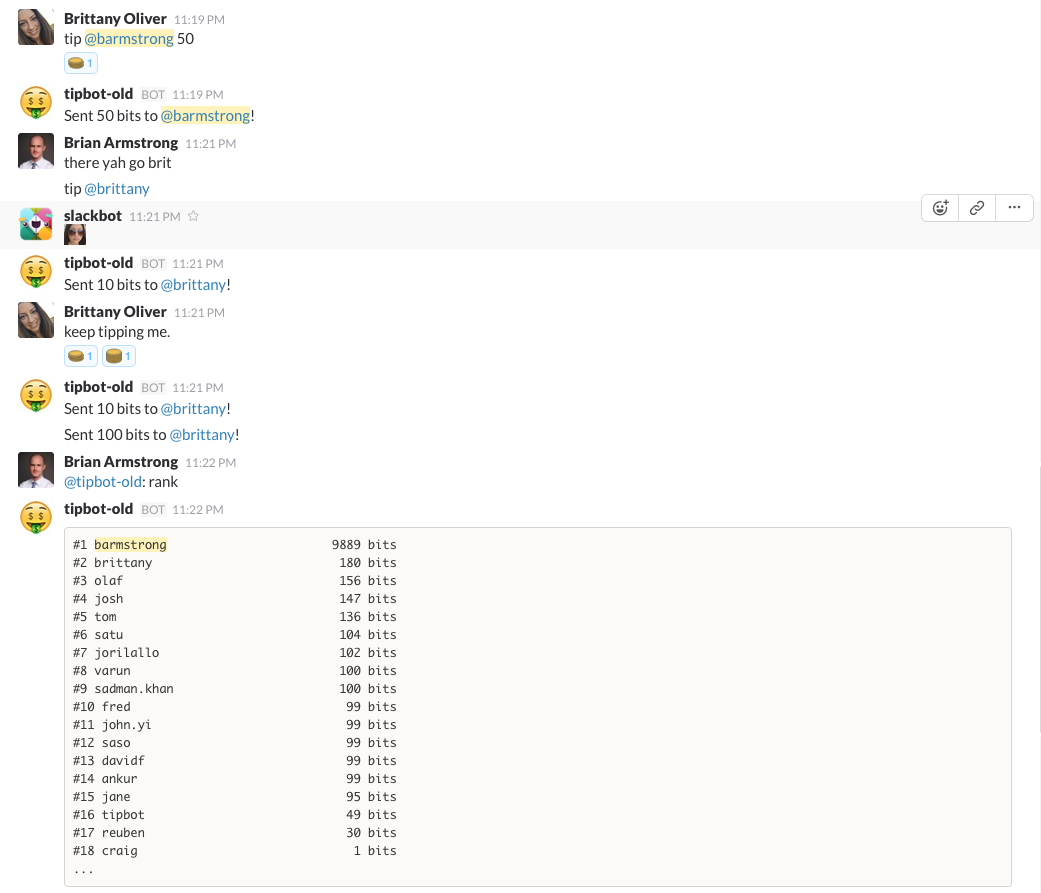 Brittany Oliver 11:19 PM
tip @barmstrong 50
1
tipbot-old BOT 11:19 PM
Sent 50 bits to @barmstrong!
Brian Armstrong 11:21 PM
there yah go brit
tip @brittany
slackbot 11:21 PM
tipbot-old BOT 11:21 PM
Sent 10 bits to @brittany!
Brittany Oliver 11:21 PM
keep tipping me.
1 1
tipbot-old BOT 11:21 PM
Sent 10 bits to @brittany!
Sent 100 bits to @brittany!
Brian Armstrong 11:22 PM
@tipbot-old: rank
tipbot-old BOT 11:22 PM
#1 barmstrong 9889 bits
#2 brittany 180 bits
#3 olaf 156 bits
#4 josh 147 bits
#5 tom 136 bits
#6 satu 104 bits
#7 jorilallo 102 bits
#8 varun 100 bits
#9 sadman.khan 100 bits
#10 fred 99 bits
#11 john.yi 99 bits
#12 saso 99 bits
#13 davidf 99 bits
#14 ankur 99 bits
#15 jane 95 bits
#16 tipbot 49 bits
#17 reuben 30 bits
#18 craig 1 bits
...